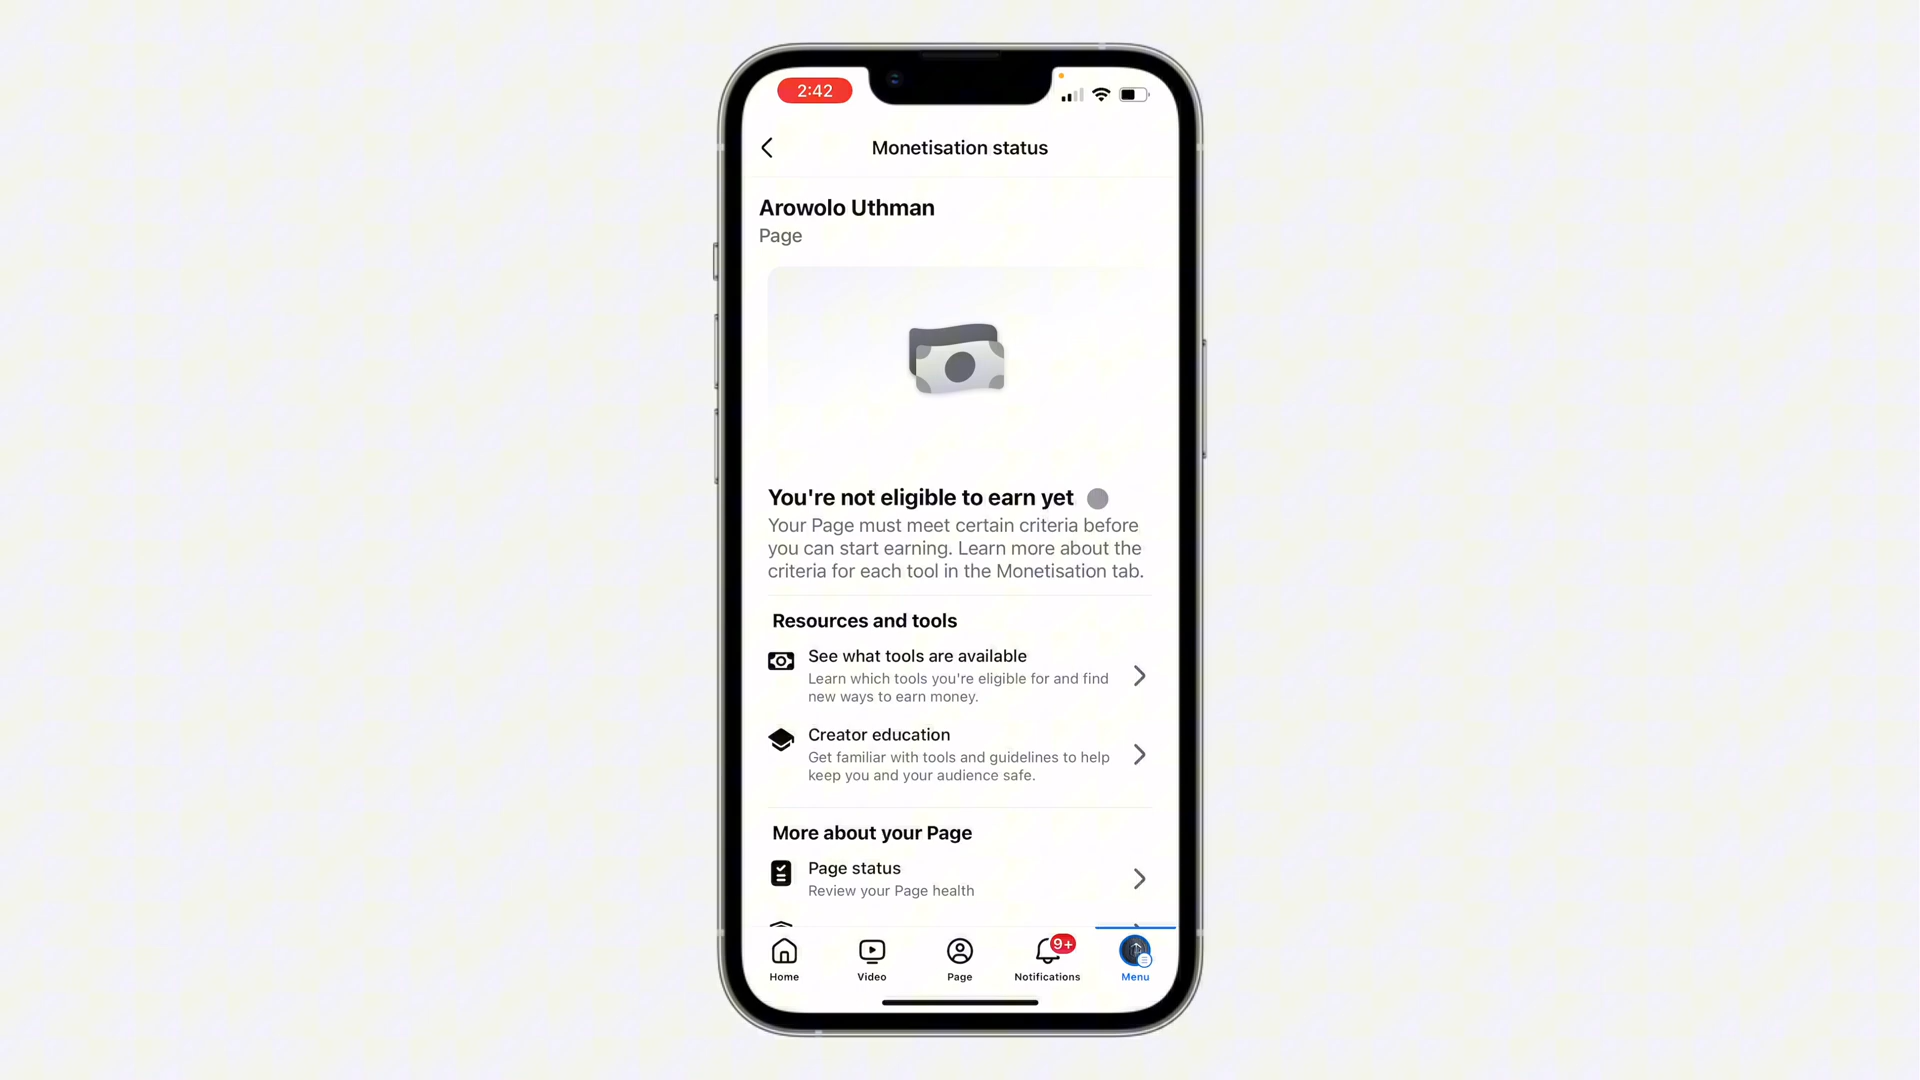 2:42
Monetisation status
Arowolo Uthman
Page
You're not eligible to earn yet
Your Page must meet certain criteria before
you can start earning. Learn more about the
criteria for each tool in the Monetisation tab.
Resources and tools
See what tools are available
Learn which tools you're eligible for and find
new ways to earn money.
Creator education
Get familiar with tools and guidelines to help
keep you and your audience safe.
More about your Page
Page status
Review your Page health
9+
Home
Video
Page
Notifications
Menu